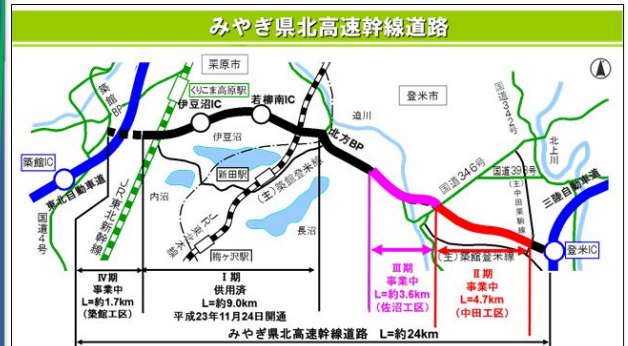 みやぎ県北高速幹線道路
栗原市
築館BP
くりこま高原駅
伊豆沼IC
若柳南IC
迫川
登米市
国道342号
北上川
伊豆沼
北方BP
国道346号
国道398号
築館IC
東北自動車道
新田駅
(主)築館登米線
(主)中田栗駒線
三陸自動車道
国道4号
JR東北新幹線
内沼
JR東北本線
長沼
梅ヶ沢駅
(主)築館登米線
登米IC
Ⅳ期
事業中
L=約1.7km
(築館工区)
Ⅰ期
供用済
L=約9.0km
平成23年11月24日開通
Ⅲ期
事業中
L=約3.6km
(佐沼工区)
Ⅱ期
事業中
L=4.7km
(中田工区)
みやぎ県北高速幹線道路 L=約24km